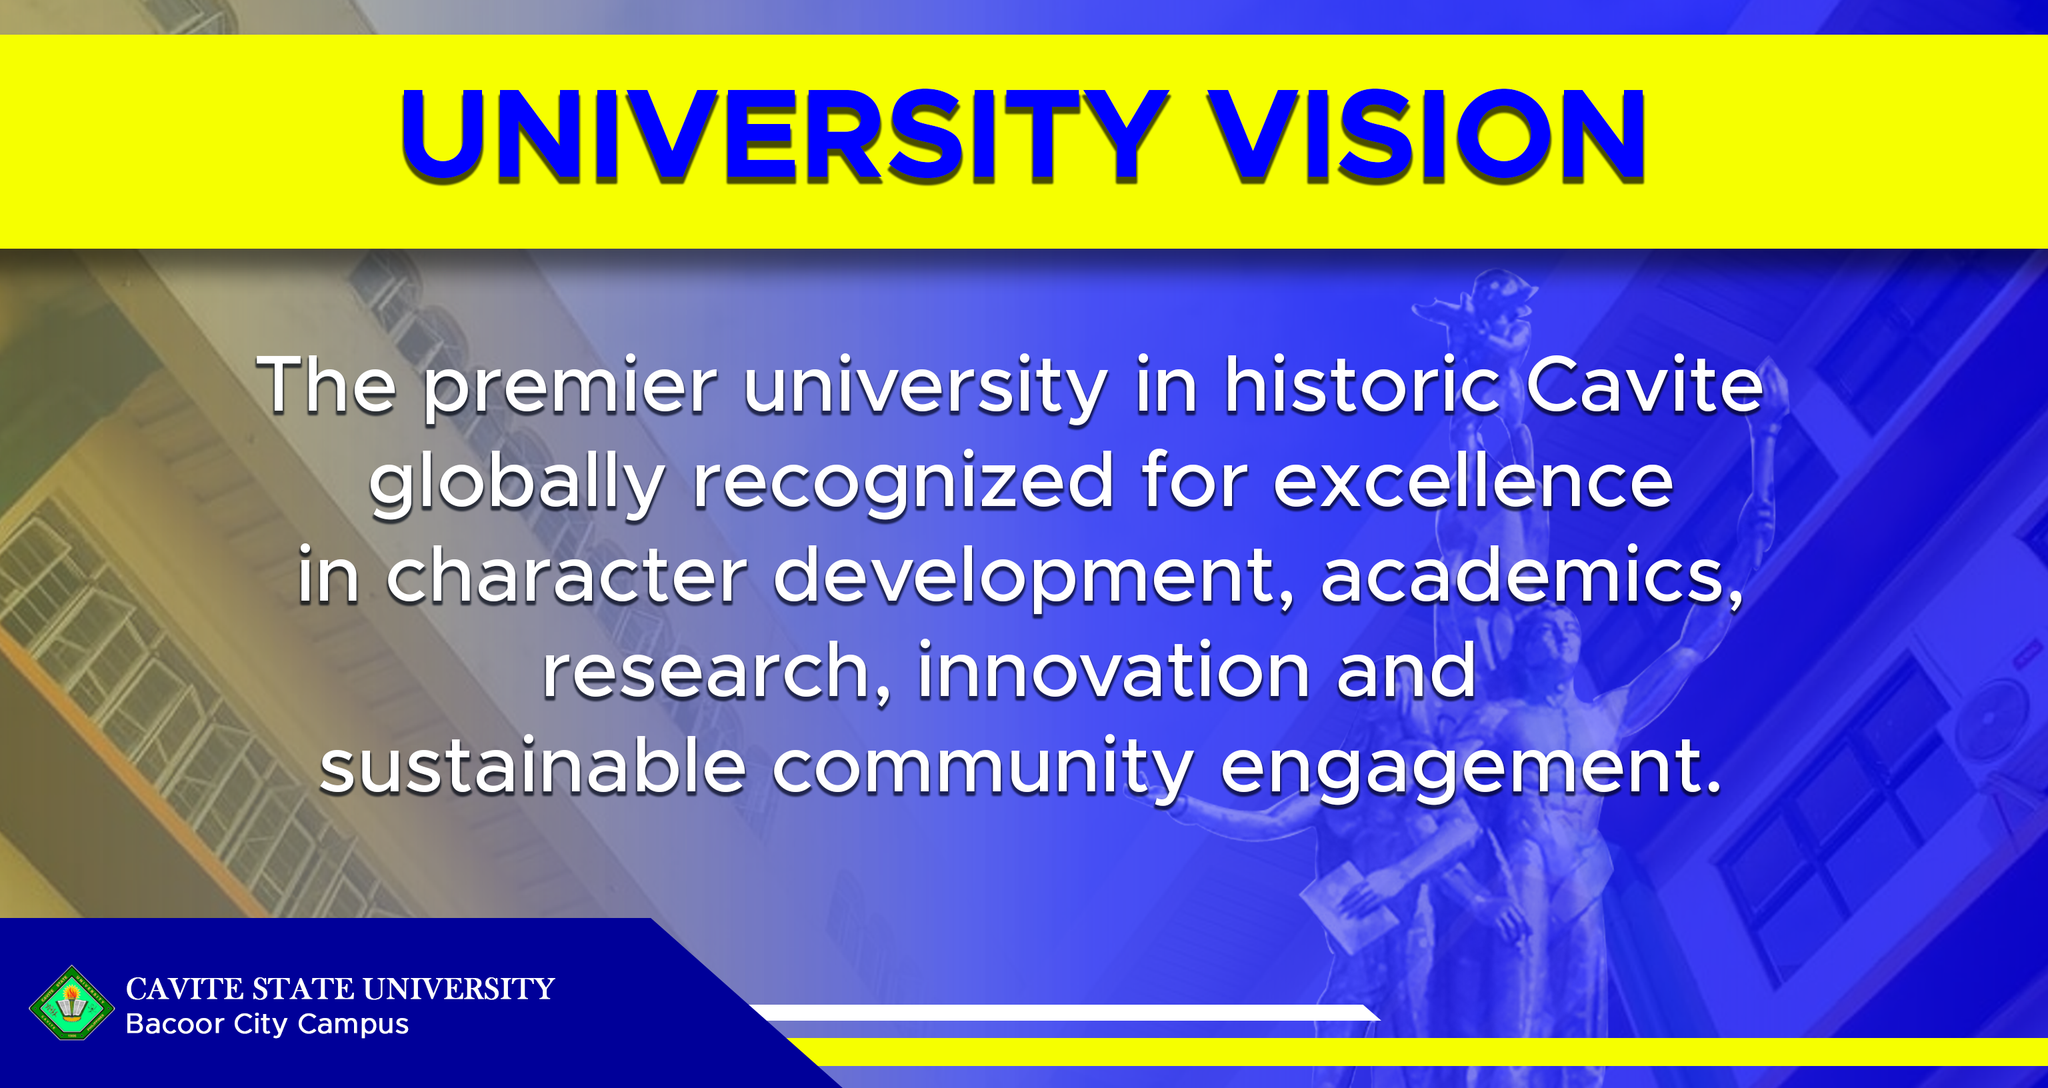 UNIVERSITY VISION
The premier university in historic Cavite
globally recognized for excellence
in character development, academics,
research, innovation and
sustainable community engagement.
CAVITE STATE UNIVERSITY
Bacoor City Campus